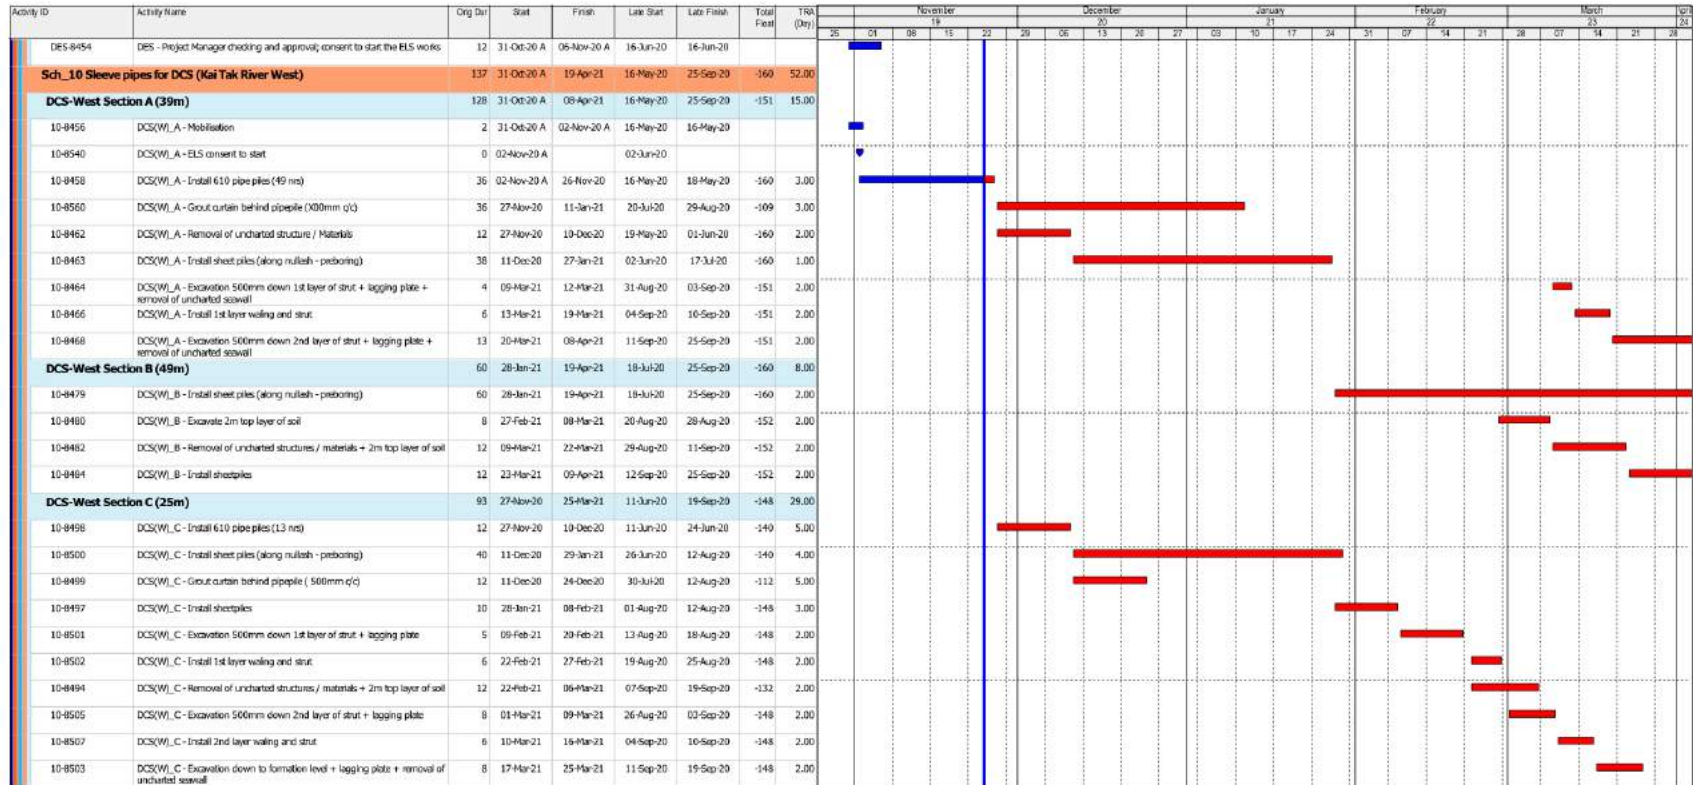 Activity ID Activity Name Orig Dur Start Finish Late Start Late Finish Total Float TRA (Day)
November December January February March April
19 20 21 22 23 24
25 01 08 15 22 29 06 13 20 27 03 10 17 24 31 07 14 21 28 07 14 21 28
DES-8454 DES - Project Manager checking and approval; consent to start the ELS works 12 31-Oct-20 A 06-Nov-20 A 16-Jun-20 16-Jun-20
Sch_10 Sleeve pipes for DCS (Kai Tak River West) 137 31-Oct-20 A 19-Apr-21 16-May-20 25-Sep-20 -160 52.00
DCS-West Section A (39m) 128 31-Oct-20 A 08-Apr-21 16-May-20 25-Sep-20 -151 15.00
10-8456 DCS(W)_A - Mobilisation 2 31-Oct-20 A 02-Nov-20 A 16-May-20 16-May-20
10-8540 DCS(W)_A - ELS consent to start 0 02-Nov-20 A 02-Jun-20
10-8458 DCS(W)_A - Install 610 pipe piles (49 nrs) 36 02-Nov-20 A 26-Nov-20 16-May-20 18-May-20 -160 3.00
10-8560 DCS(W)_A - Grout curtain behind pipepile ( c/c) 36 27-Nov-20 11-Jan-21 20-Jul-20 29-Aug-20 -109 3.00
10-8462 DCS(W)_A - Removal of uncharted structure / Materials 12 27-Nov-20 10-Dec-20 19-May-20 01-Jun-20 -160 2.00
10-8463 DCS(W)_A - Install sheet piles (along nullash - preboring) 38 11-Dec-20 27-Jan-21 02-Jun-20 17-Jul-20 -160 1.00
10-8464 DCS(W)_A - Excavation 500mm down 1st layer of strut + lagging plate + 4 09-Mar-21 12-Mar-21 31-Aug-20 03-Sep-20 -151 2.00
removal of uncharted seawall
10-8466 DCS(W)_A - Install 1st layer waling and strut 6 13-Mar-21 19-Mar-21 04-Sep-20 10-Sep-20 -151 2.00
10-8468 DCS(W)_A - Excavation 500mm down 2nd layer of strut + lagging plate + 13 20-Mar-21 08-Apr-21 11-Sep-20 25-Sep-20 -151 2.00
removal of uncharted seawall
DCS-West Section B (49m) 60 28-Jan-21 19-Apr-21 18-Jul-20 25-Sep-20 -160 8.00
10-8479 DCS(W)_B - Install sheet piles (along nullash - preboring) 60 28-Jan-21 19-Apr-21 18-Jul-20 25-Sep-20 -160 2.00
10-8480 DCS(W)_B - Excavate 2m top layer of soil 8 27-Feb-21 08-Mar-21 20-Aug-20 28-Aug-20 -152 2.00
10-8482 DCS(W)_B - Removal of uncharted structures / materials + 2m top layer of soil 12 09-Mar-21 22-Mar-21 29-Aug-20 11-Sep-20 -152 2.00
10-8484 DCS(W)_B - Install sheetpiles 12 23-Mar-21 09-Apr-21 12-Sep-20 25-Sep-20 -152 2.00
DCS-West Section C (25m) 93 27-Nov-20 25-Mar-21 11-Jun-20 19-Sep-20 -148 29.00
10-8498 DCS(W)_C - Install 610 pipe piles (13 nrs) 12 27-Nov-20 10-Dec-20 11-Jun-20 24-Jun-20 -140 5.00
10-8500 DCS(W)_C - Install sheet piles (along nullash - preboring) 40 11-Dec-20 29-Jan-21 26-Jun-20 12-Aug-20 -140 4.00
10-8499 DCS(W)_C - Grout curtain behind pipepile ( 500mm c/c) 12 11-Dec-20 24-Dec-20 30-Jul-20 12-Aug-20 -112 5.00
10-8497 DCS(W)_C - Install sheetpiles 10 28-Jan-21 08-Feb-21 01-Aug-20 12-Aug-20 -148 3.00
10-8501 DCS(W)_C - Excavation 500mm down 1st layer of strut + lagging plate 5 09-Feb-21 20-Feb-21 13-Aug-20 18-Aug-20 -148 2.00
10-8502 DCS(W)_C - Install 1st layer waling and strut 6 22-Feb-21 27-Feb-21 19-Aug-20 25-Aug-20 -148 2.00
10-8494 DCS(W)_C - Removal of uncharted structures / materials + 2m top layer of soil 12 22-Feb-21 06-Mar-21 07-Sep-20 19-Sep-20 -132 2.00
10-8505 DCS(W)_C - Excavation 500mm down 2nd layer of strut + lagging plate 8 01-Mar-21 09-Mar-21 26-Aug-20 03-Sep-20 -148 2.00
10-8507 DCS(W)_C - Install 2nd layer waling and strut 6 10-Mar-21 16-Mar-21 04-Sep-20 10-Sep-20 -148 2.00
10-8503 DCS(W)_C - Excavation down to formation level + lagging plate + removal of 8 17-Mar-21 25-Mar-21 11-Sep-20 19-Sep-20 -148 2.00
uncharted seawall